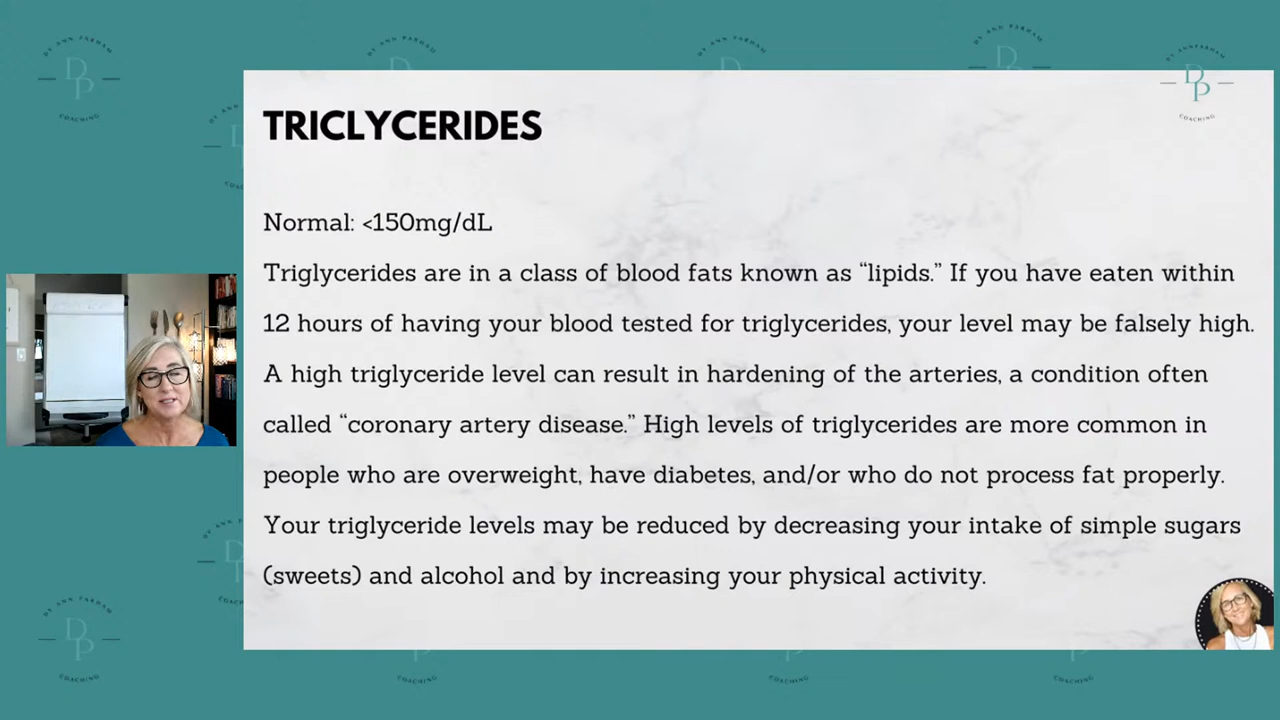 TRICLYCERIDES
Normal: <150mg/dL
Triglycerides are in a class of blood fats known as “lipids.” If you have eaten within
12 hours of having your blood tested for triglycerides, your level may be falsely high.
A high triglyceride level can result in hardening of the arteries, a condition often
called “coronary artery disease.” High levels of triglycerides are more common in
people who are overweight, have diabetes, and/or who do not process fat properly.
Your triglyceride levels may be reduced by decreasing your intake of simple sugars
(sweets) and alcohol and by increasing your physical activity.
DP
COACHING